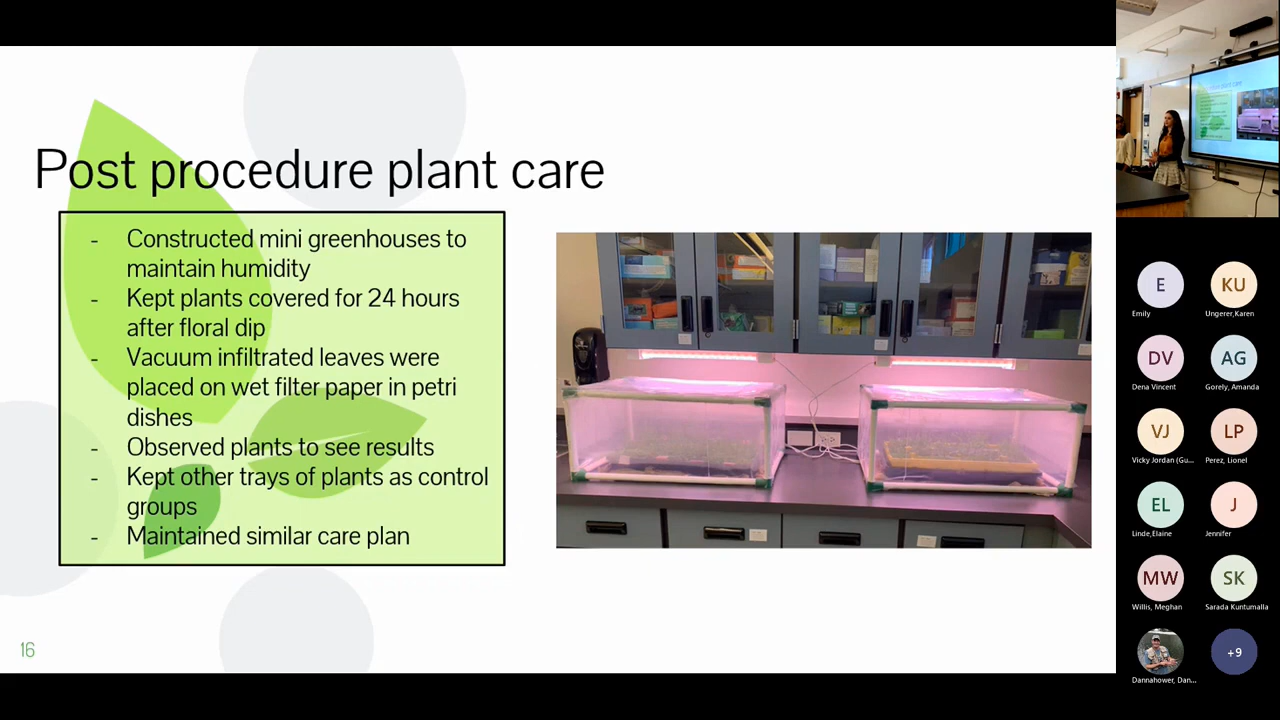 Post procedure plant care
- Constructed mini greenhouses to
maintain humidity
- Kept plants covered for 24 hours
after floral dip
- Vacuum infiltrated leaves were
placed on wet filter paper in petri
dishes
- Observed plants to see results
- Kept other trays of plants as control
groups
- Maintained similar care plan
16
E
Emily
KU
Ungerer,Karen
DV
Dena Vincent
AG
Gorely, Amanda
VJ
Vicky Jordan (Gu...
LP
Perez, Lionel
EL
Linde,Elaine
J
Jennifer
MW
Willis, Meghan
SK
Sarada Kuntumalla
Dannahower, Dan...
+9